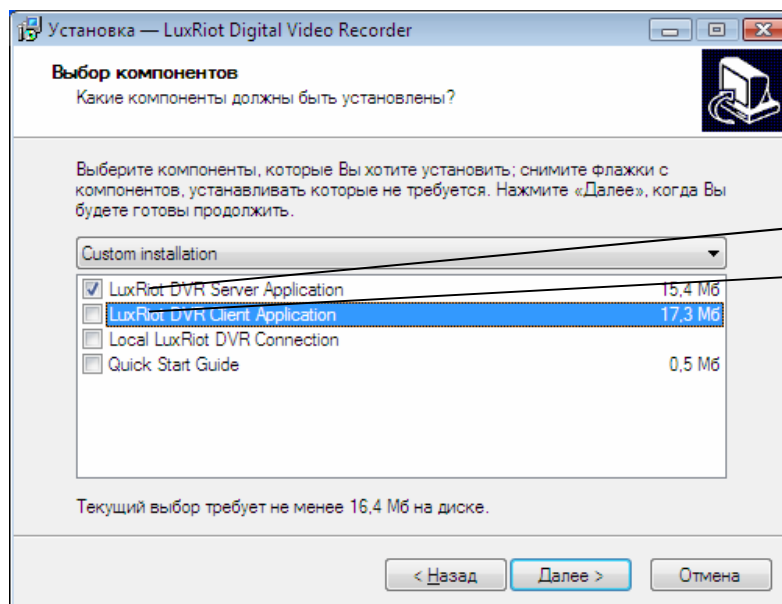 Установка — LuxRiot Digital Video Recorder
Выбор компонентов
Какие компоненты должны быть установлены?
Выберите компоненты, которые Вы хотите установить; снимите флажки с
компонентов, устанавливать которые не требуется. Нажмите «Далее», когда Вы
будете готовы продолжить.
Custom installation
LuxRiot DVR Server Application 15,4 Мб
LuxRiot DVR Client Application 17,3 Мб
Local LuxRiot DVR Connection
Quick Start Guide 0,5 Мб
Текущий выбор требует не менее 16,4 Мб на диске.
< Назад Далее > Отмена